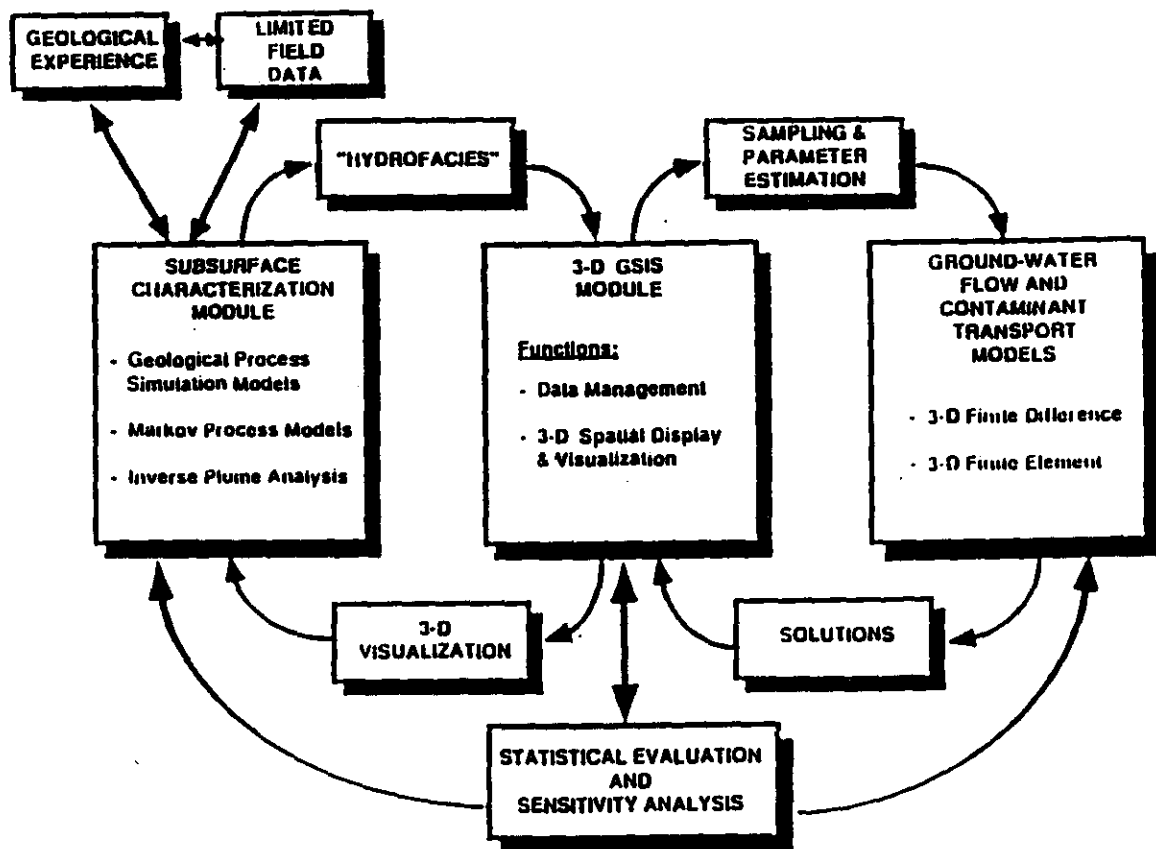 GEOLOGICAL
EXPERIENCE
LIMITED
FIELD
DATA
"HYDROFACIES"
SAMPLING &
PARAMETER
ESTIMATION
SUBSURFACE
CHARACTERIZATION
MODULE
- Geological Process
Simulation Models
- Markov Process Models
- Inverse Plume Analysis
3-D GSIS
MODULE
Functions:
- Data Management
- 3-D Spatial Display
& Visualization
GROUND-WATER
FLOW AND
CONTAMINANT
TRANSPORT
MODELS
- 3-D Finite Difference
- 3-D Finite Element
3-D
VISUALIZATION
SOLUTIONS
STATISTICAL EVALUATION
AND
SENSITIVITY ANALYSIS